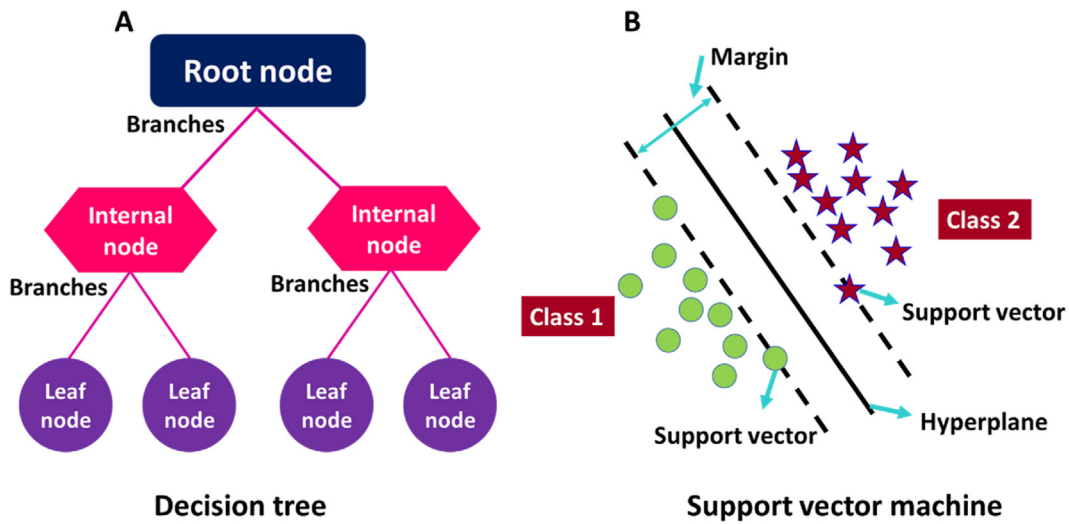 A
Root node
Branches
Internal
node
Internal
node
Branches
Leaf
node
Leaf
node
Leaf
node
Leaf
node
Decision tree
B
Margin
Class 2
Class 1
Support vector
Support vector
Hyperplane
Support vector machine